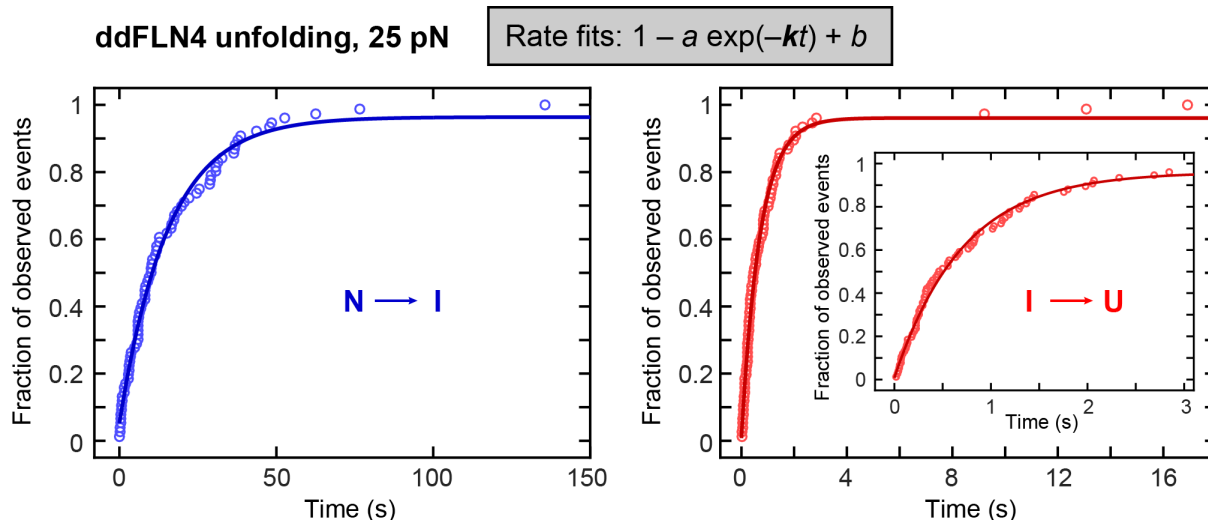 ddFLN4 unfolding, 25 pN
Rate fits: 1 – a exp(–kt) + b
Fraction of observed events
1
0.8
0.6
0.4
0.2
0
N → I
0 50 100 150
Time (s)
Fraction of observed events
1
0.8
0.6
0.4
0.2
0
Fraction of observed events
1
0.8
0.6
0.4
0.2
0
I → U
0 1 2 3
Time (s)
0 4 8 12 16
Time (s)